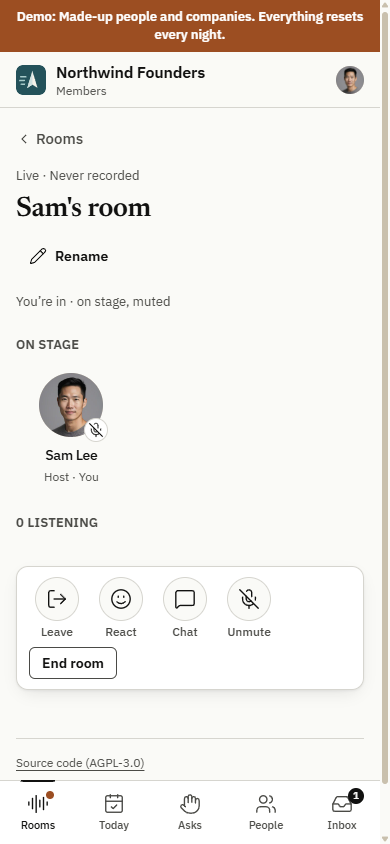 Demo: Made-up people and companies. Everything resets
every night.
Northwind Founders
Members
Rooms
Live · Never recorded
Sam's room
Rename
You’re in · on stage, muted
ON STAGE
Sam Lee
Host · You
0 LISTENING
Leave
React
Chat
Unmute
End room
Source code (AGPL-3.0)
1
Rooms
Today
Asks
People
Inbox